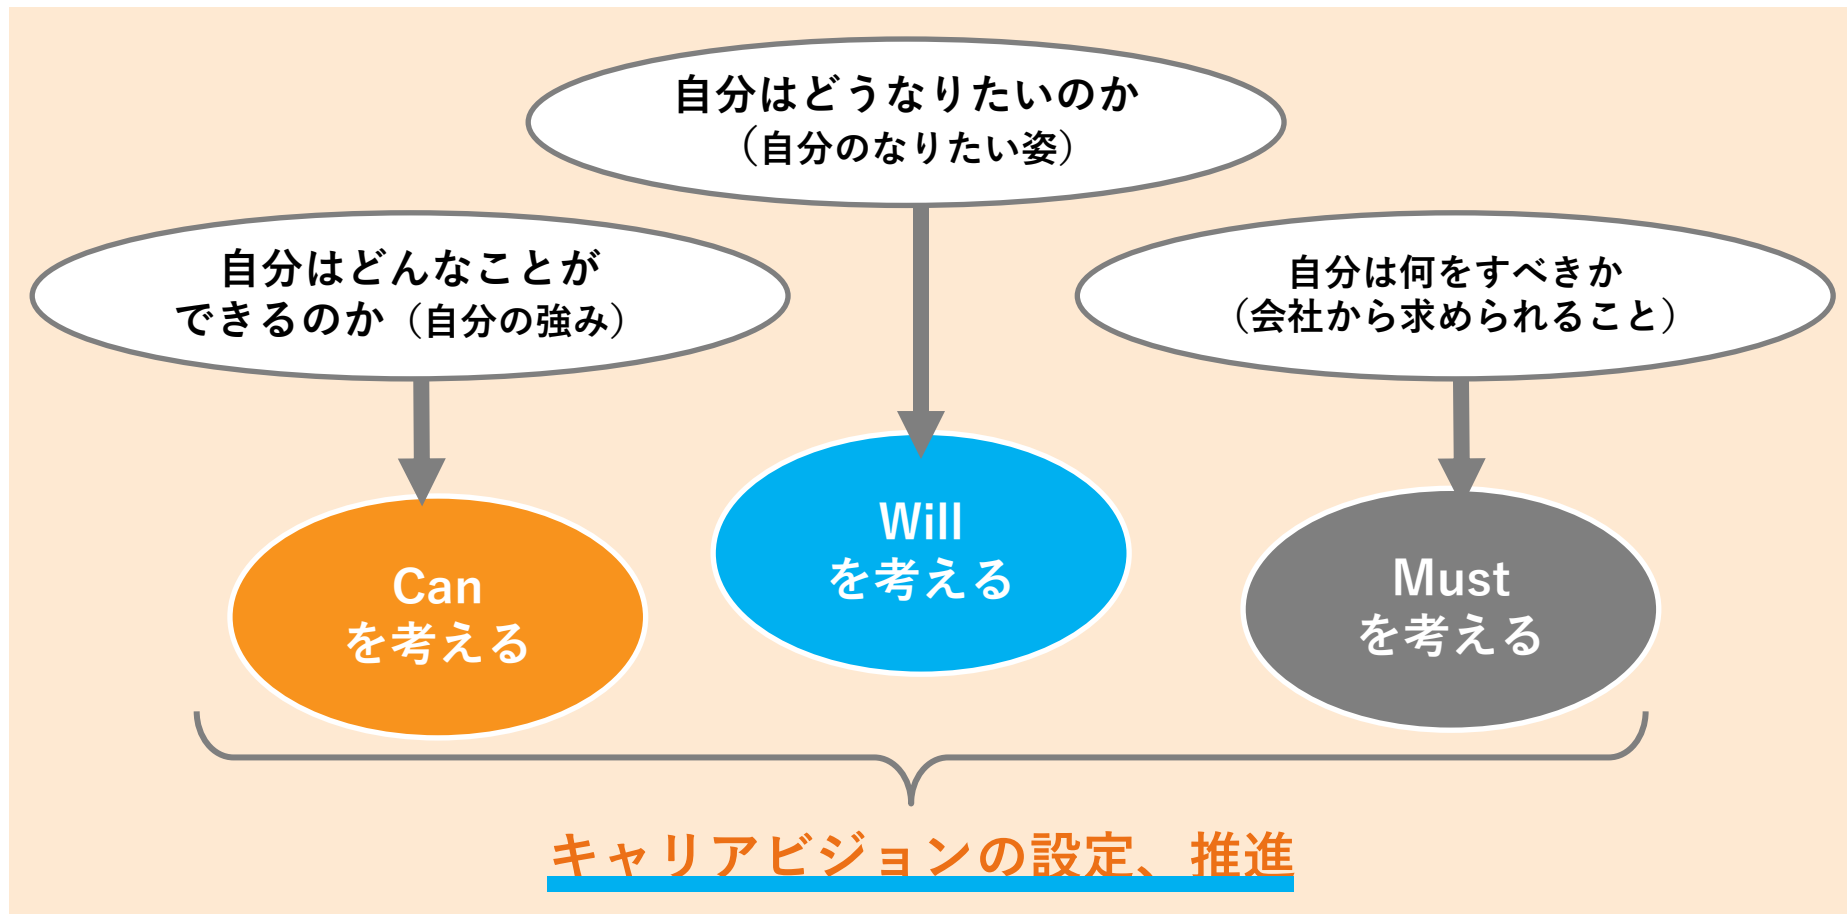 自分はどうなりたいのか
（自分のなりたい姿）
自分はどんなことが
できるのか（自分の強み）
自分は何をすべきか
（会社から求められること）
Can
を考える
Will
を考える
Must
を考える
キャリアビジョンの設定、推進